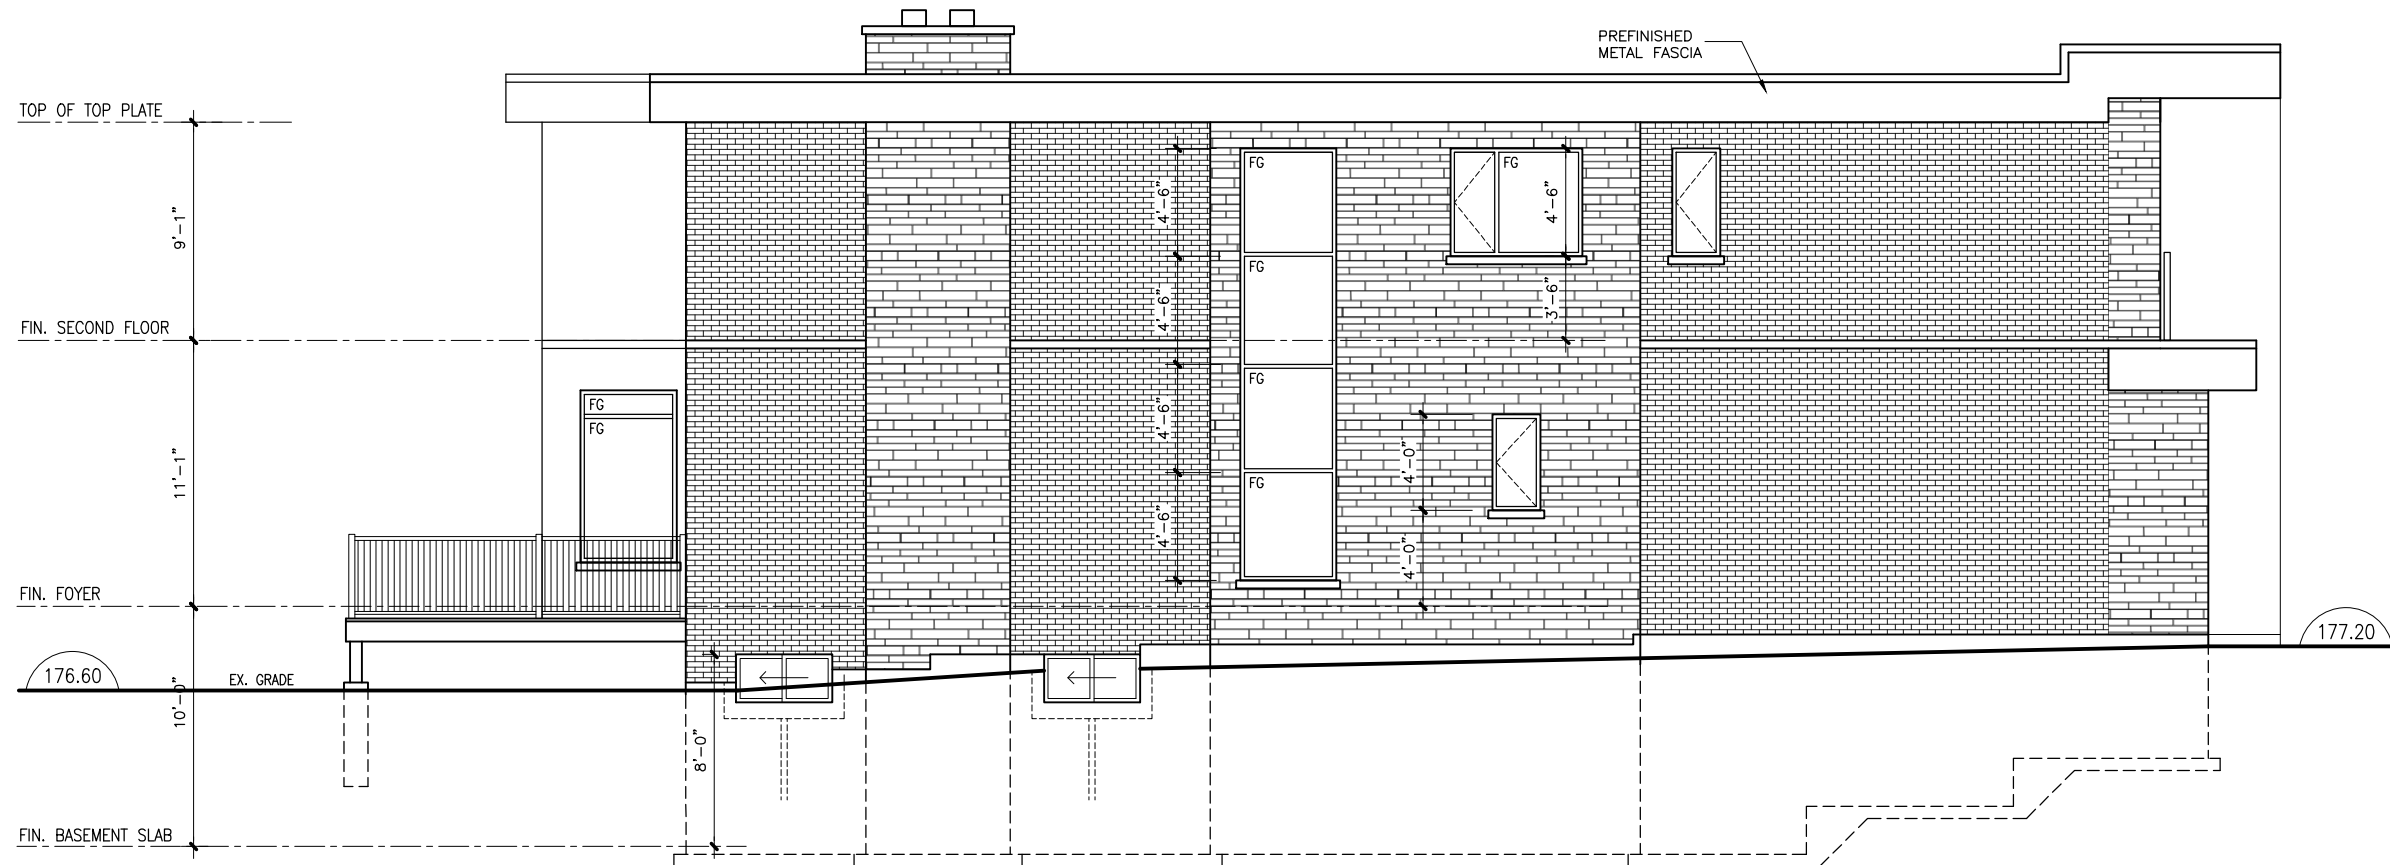 PREFINISHED
METAL FASCIA
TOP OF TOP PLATE
9'-1"
FIN. SECOND FLOOR
11'-1"
FIN. FOYER
176.60
EX. GRADE
10'-0"
8'-0"
FIN. BASEMENT SLAB
FG
FG
FG
FG
FG
FG
FG
4'-6"
4'-6"
4'-6"
4'-6"
4'-6"
3'-6"
4'-0"
4'-0"
177.20